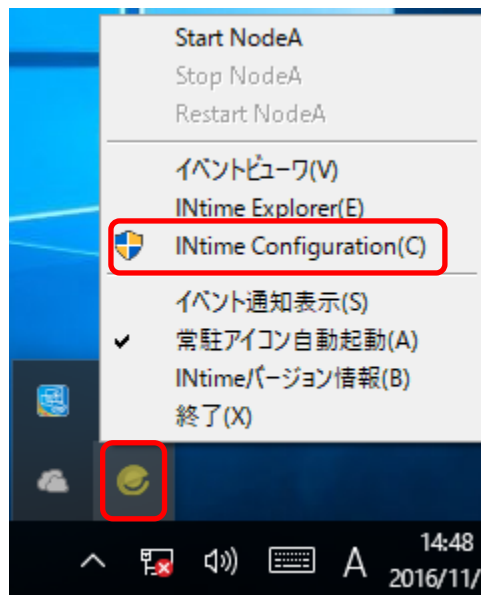 Start NodeA
Stop NodeA
Restart NodeA
イベントビューワ(V)
INtime Explorer(E)
INtime Configuration(C)
イベント通知表示(S)
常駐アイコン自動起動(A)
INtimeバージョン情報(B)
終了(X)
A
14:48
2016/11/